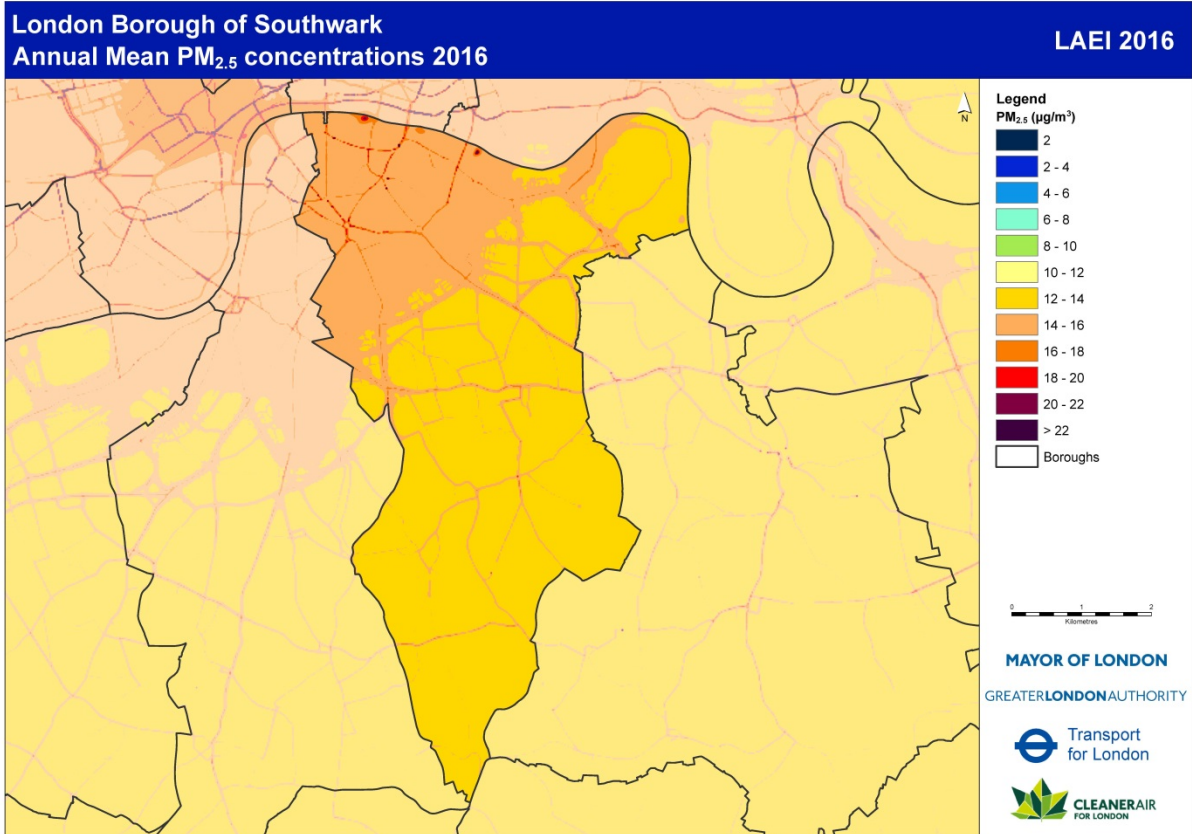 London Borough of Southwark
Annual Mean PM2.5 concentrations 2016
LAEI 2016
N
Legend
PM2.5 (µg/m³)
2
2 - 4
4 - 6
6 - 8
8 - 10
10 - 12
12 - 14
14 - 16
16 - 18
18 - 20
20 - 22
> 22
Boroughs
0 1 2
Kilometres
MAYOR OF LONDON
GREATERLONDONAUTHORITY
Transport
for London
CLEANERAIR
FOR LONDON